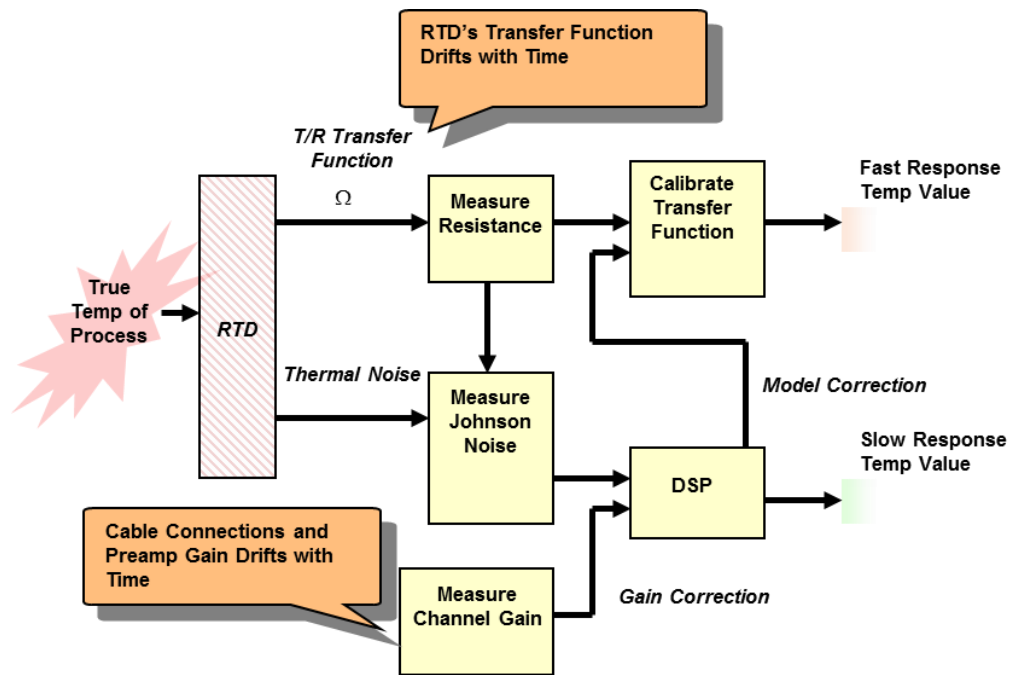 RTD's Transfer Function
Drifts with Time
T/R Transfer
Function
Ω
Measure
Resistance
Calibrate
Transfer
Function
Fast Response
Temp Value
True
Temp of
Process
RTD
Thermal Noise
Measure
Johnson
Noise
Model Correction
DSP
Slow Response
Temp Value
Cable Connections and
Preamp Gain Drifts with
Time
Measure
Channel Gain
Gain Correction